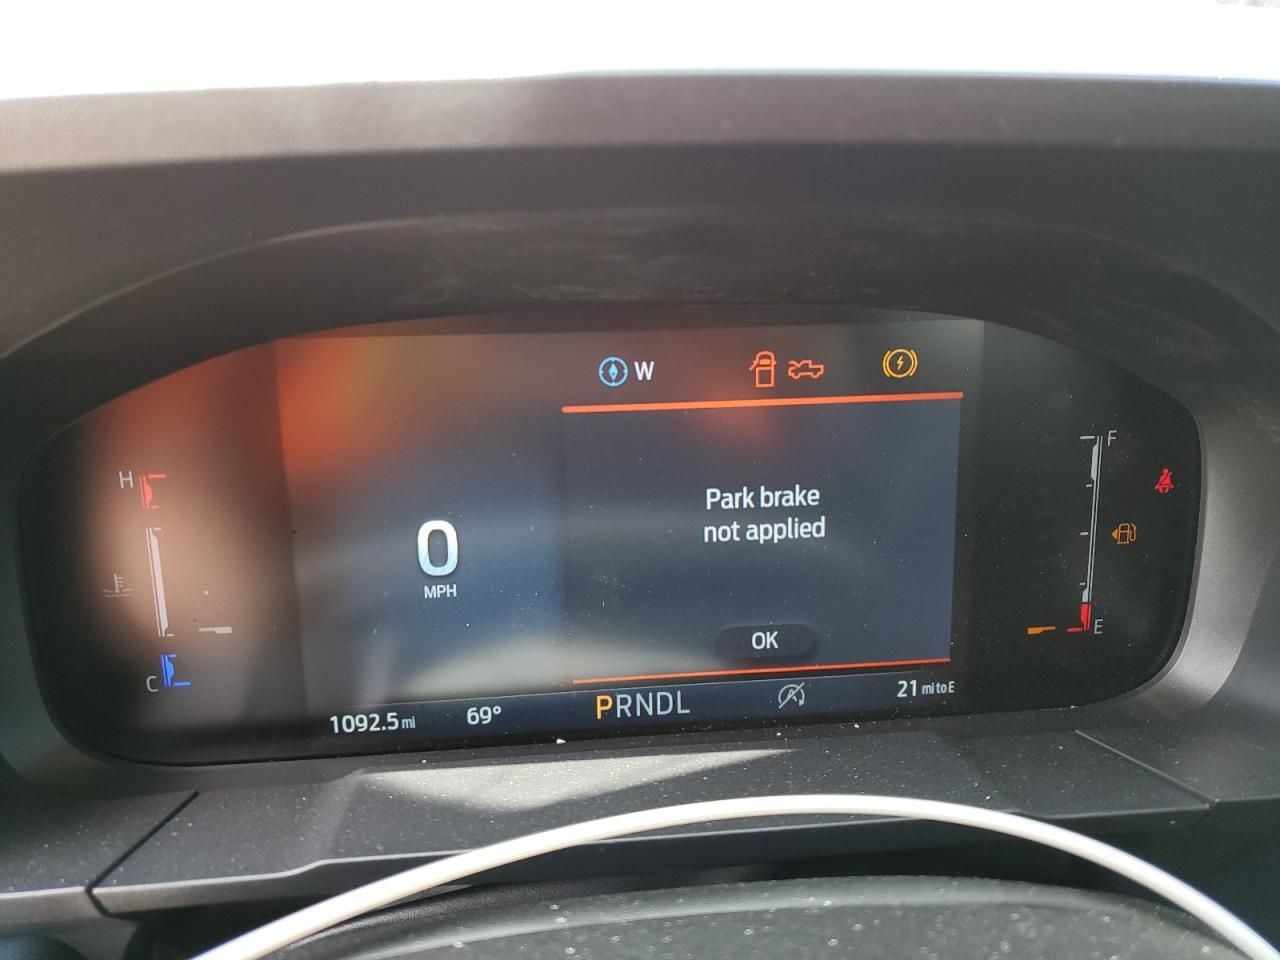 W
H
F
Park brake
not applied
0
MPH
OK
E
C
1092.5 mi
69°
PRNDL
A
21 mi to E